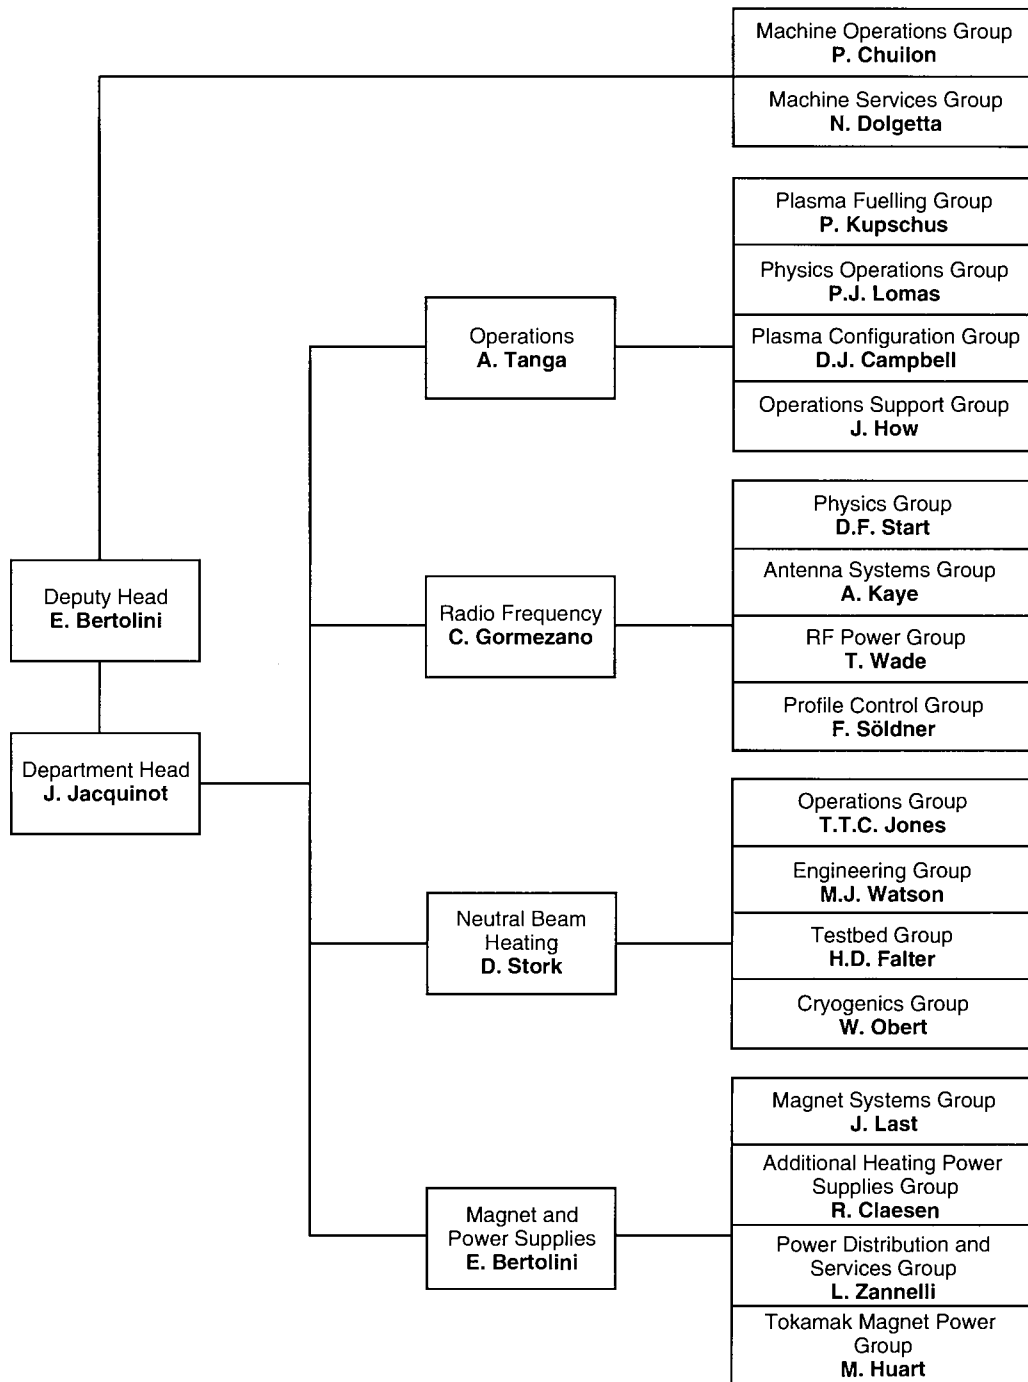 Machine Operations Group
P. Chuilon
Machine Services Group
N. Dolgetta
Plasma Fuelling Group
P. Kupschus
Physics Operations Group
P.J. Lomas
Plasma Configuration Group
D.J. Campbell
Operations Support Group
J. How
Operations
A. Tanga
Physics Group
D.F. Start
Antenna Systems Group
A. Kaye
RF Power Group
T. Wade
Profile Control Group
F. Söldner
Radio Frequency
C. Gormezano
Deputy Head
E. Bertolini
Department Head
J. Jacquinot
Operations Group
T.T.C. Jones
Engineering Group
M.J. Watson
Testbed Group
H.D. Falter
Cryogenics Group
W. Obert
Neutral Beam
Heating
D. Stork
Magnet Systems Group
J. Last
Additional Heating Power
Supplies Group
R. Claesen
Power Distribution and
Services Group
L. Zannelli
Tokamak Magnet Power
Group
M. Huart
Magnet and
Power Supplies
E. Bertolini